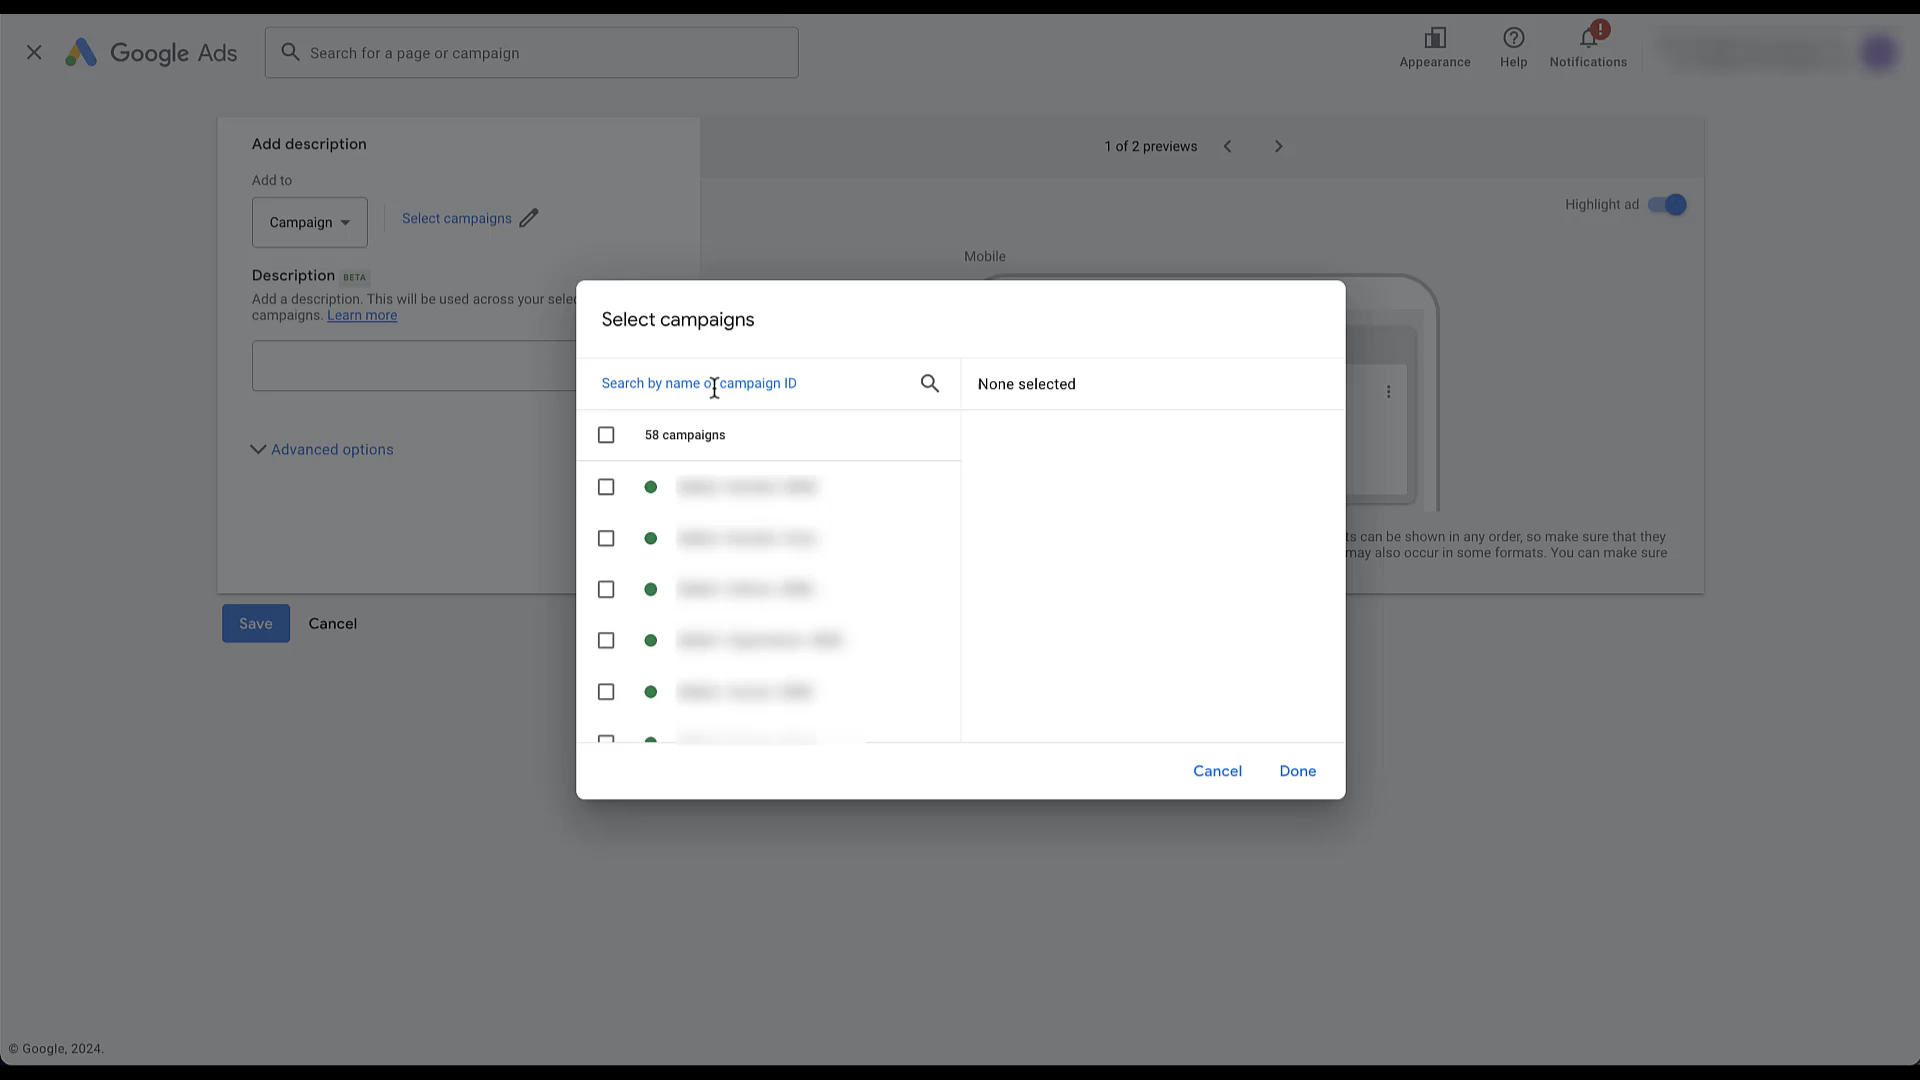 Google Ads
Search for a page or campaign
Appearance
Help
Notifications
Add description
Add to
Campaign
Select campaigns
Description BETA
Add a description. This will be used across your
campaigns. Learn more
Advanced options
Save
Cancel
1 of 2 previews
Highlight ad
Mobile
can be shown in any order, so make sure that they
may also occur in some formats. You can make sure
Select campaigns
Search by name or campaign ID
None selected
58 campaigns
Cancel
Done
© Google, 2024.